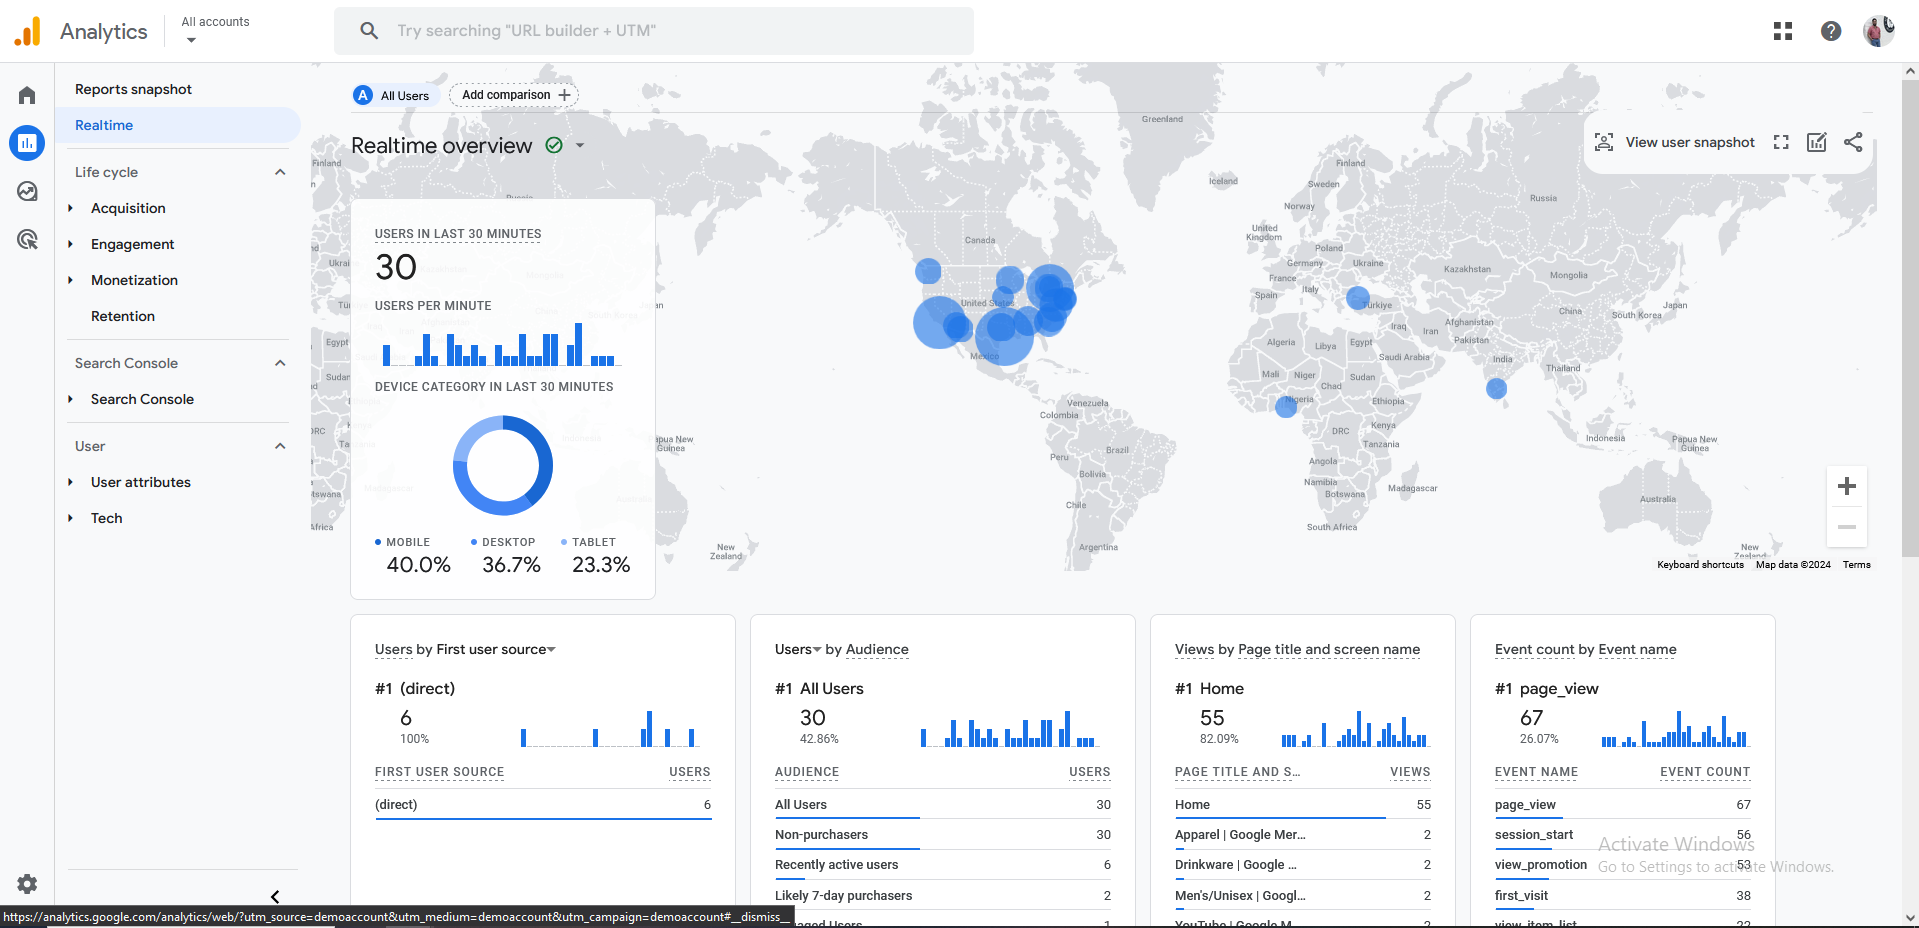 Analytics
All accounts
Try searching "URL builder + UTM"
Reports snapshot
Realtime
Life cycle
Acquisition
Engagement
Monetization
Retention
Search Console
Search Console
User
User attributes
Tech
A All Users
Add comparison
Realtime overview
View user snapshot
USERS IN LAST 30 MINUTES
30
USERS PER MINUTE
DEVICE CATEGORY IN LAST 30 MINUTES
MOBILE
40.0%
DESKTOP
36.7%
TABLET
23.3%
Greenland
Iceland
Finland
Sweden
Norway
Russia
United
Kingdom
Poland
Germany
Ukraine
France
Italy
Spain
Türkiye
Kazakhstan
Mongolia
China
Japan
South Korea
Iraq
Iran
Afghanistan
Pakistan
India
Thailand
Algeria
Libya
Egypt
Saudi Arabia
Mali
Niger
Chad
Sudan
Nigeria
Ethiopia
DRC
Kenya
Tanzania
Angola
Namibia
Botswana
Madagascar
South Africa
Indonesia
Papua New
Guinea
Australia
New
Zealand
Canada
United States
Mexico
Venezuela
Colombia
Peru
Brazil
Bolivia
Chile
Argentina
Finland
Papua New
Guinea
New
Zealand
Keyboard shortcuts
Map data ©2024
Terms
Users by First user source
#1 (direct)
6
100%
FIRST USER SOURCE USERS
(direct) 6
Users by Audience
#1 All Users
30
42.86%
AUDIENCE USERS
All Users 30
Non-purchasers 30
Recently active users 6
Likely 7-day purchasers 2
Views by Page title and screen name
#1 Home
55
82.09%
PAGE TITLE AND S... VIEWS
Home 55
Apparel | Google Mer... 2
Drinkware | Google ... 2
Men's/Unisex | Googl... 2
YouTube | Google M...
Event count by Event name
#1 page_view
67
26.07%
EVENT NAME EVENT COUNT
page_view 67
session_start 56
view_promotion 53
first_visit 38
view_item_list 22
Activate Windows
Go to Settings to activate Windows.
https://analytics.google.com/analytics/web/?utm_source=demoaccount&utm_medium=demoaccount&utm_campaign=demoaccount#__dismiss__